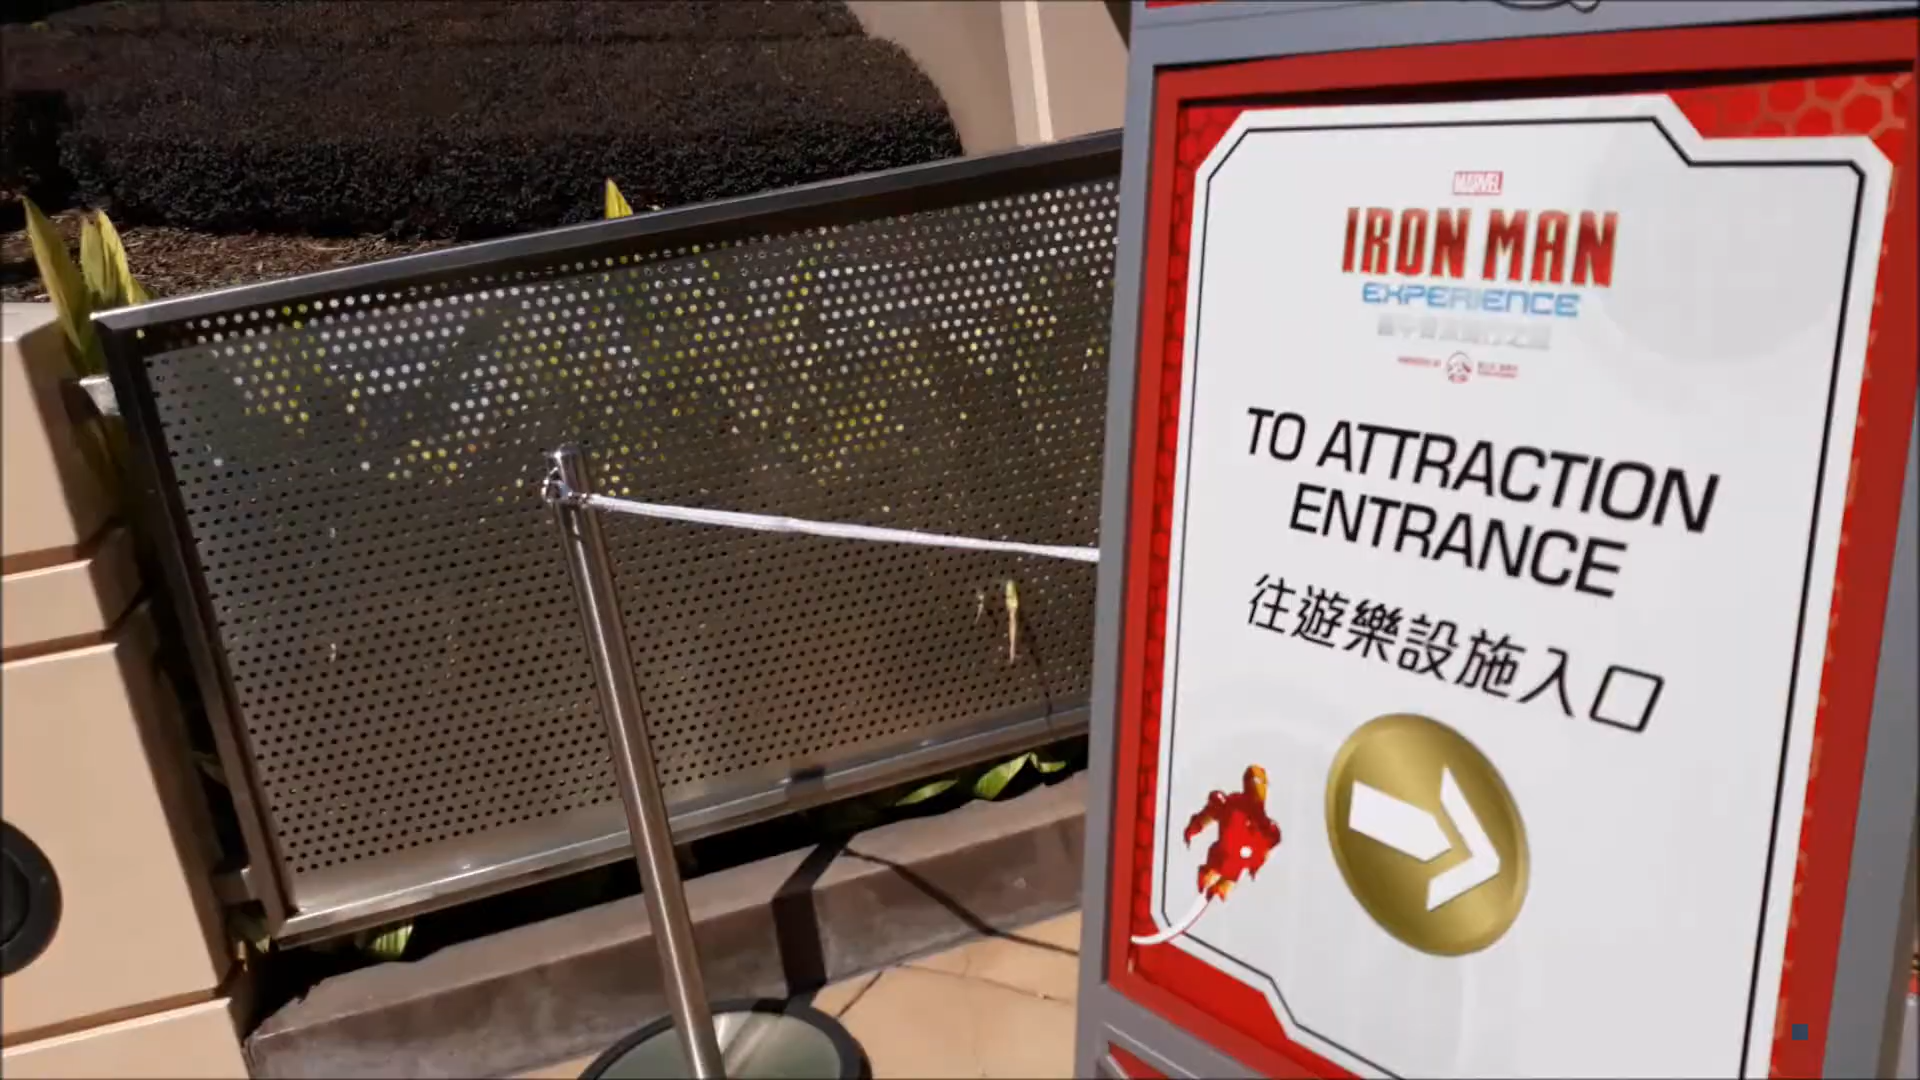 MARVEL
IRON MAN
EXPERIENCE
TO ATTRACTION
ENTRANCE
往遊樂設施入口